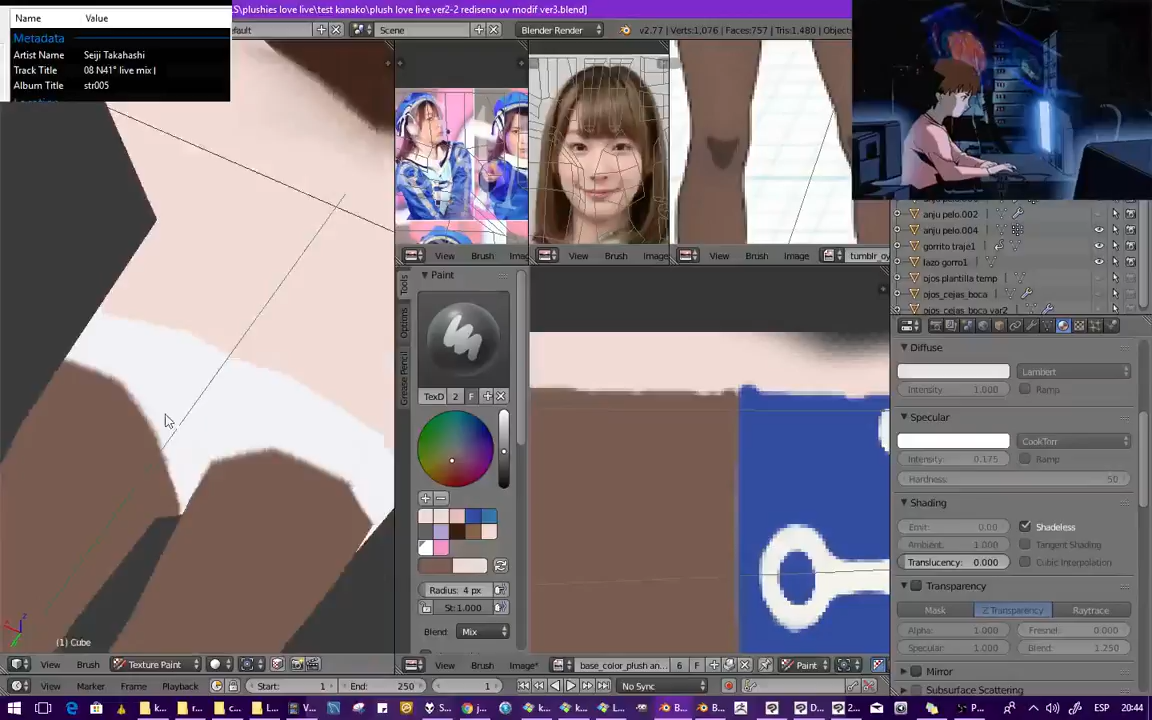 S\plushies love live\test kanako\plush love live ver2-2 rediseno uv modif ver3.blend]
Name Value
Metadata
Artist Name Seiji Takahashi
Track Title 08 N41° live mix |
Album Title str005
efault Scene Blender Render v2.77 | Verts:1,076 | Faces:757 | Tris:1,480 | Objects:
anju pelo.002
anju pelo.004
gorrito traje1
lazo gorro1
ojos plantilla temp
ojos_cejas_boca
ojos_cejas_boca var2
View Brush Imag
View Brush Image
View Brush Image tumblr_oy
Paint
Tools
Options
Grease Pencil
TexD 2 F
Radius: 4 px
St:1.000
Blend: Mix
Diffuse
Lambert
Intensity: 1.000 Ramp
Specular
CookTorr
Intensity: 0.175 Ramp
Hardness: 50
Shading
Emit: 0.00 Shadeless
Ambient: 1.000 Tangent Shading
Translucency: 0.000 Cubic Interpolation
Transparency
Mask Z Transparency Raytrace
Alpha: 1.000 Fresnel: 0.000
Specular: 1.000 Blend: 1.250
Mirror
Subsurface Scattering
(1) Cube
View Brush Texture Paint
View Brush Image* base_color_plush an... 6 F Paint
View Marker Frame Playback Start: 1 End: 250 1 No Sync
k... r... c... L... V... S... j... k... k... L... B... B... D... 2... ESP 20:44 P...